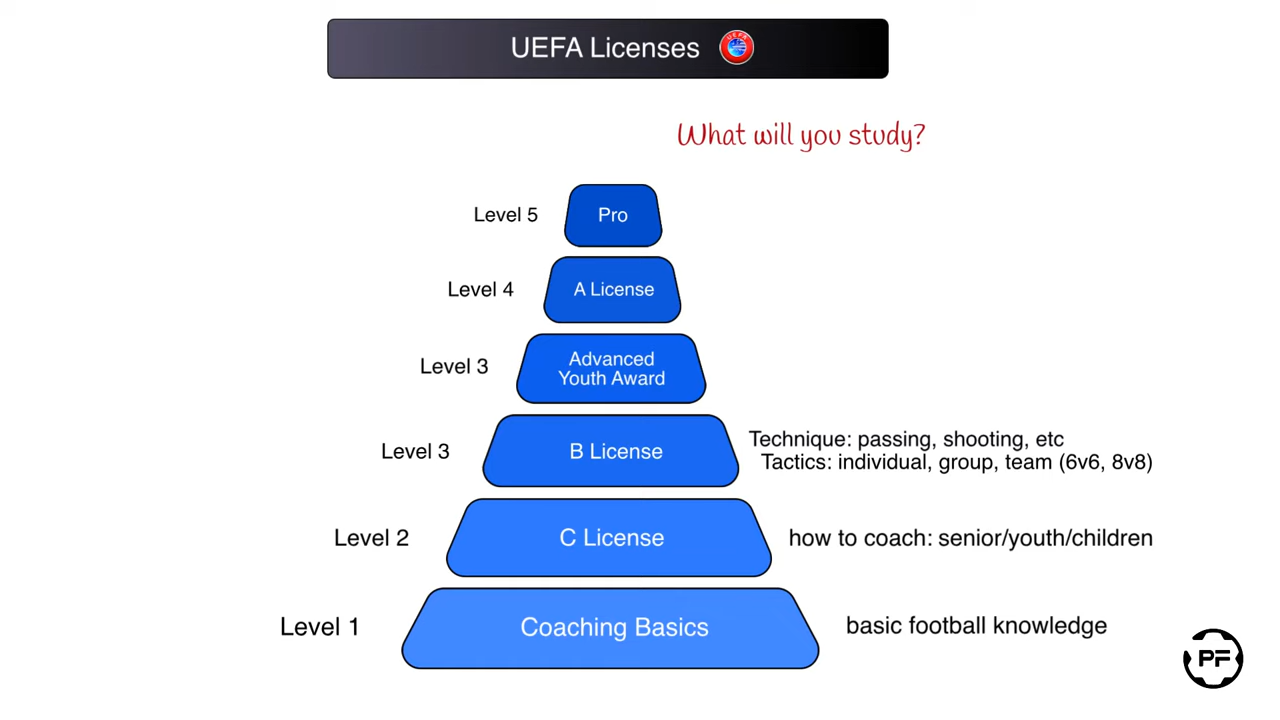 UEFA Licenses
UEFA
What will you study?
Level 5
Pro
Level 4
A License
Level 3
Advanced
Youth Award
Level 3
B License
Technique: passing, shooting, etc
Tactics: individual, group, team (6v6, 8v8)
Level 2
C License
how to coach: senior/youth/children
Level 1
Coaching Basics
basic football knowledge
PF